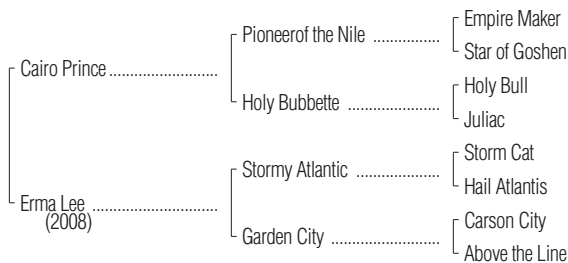 Empire Maker
Pioneerof the Nile ................
Star of Goshen
Cairo Prince ..........................
Holy Bull
Holy Bubbette ......................
Juliac
Storm Cat
Stormy Atlantic ....................
Hail Atlantis
Erma Lee ..............................
(2008)
Carson City
Garden City ..........................
Above the Line